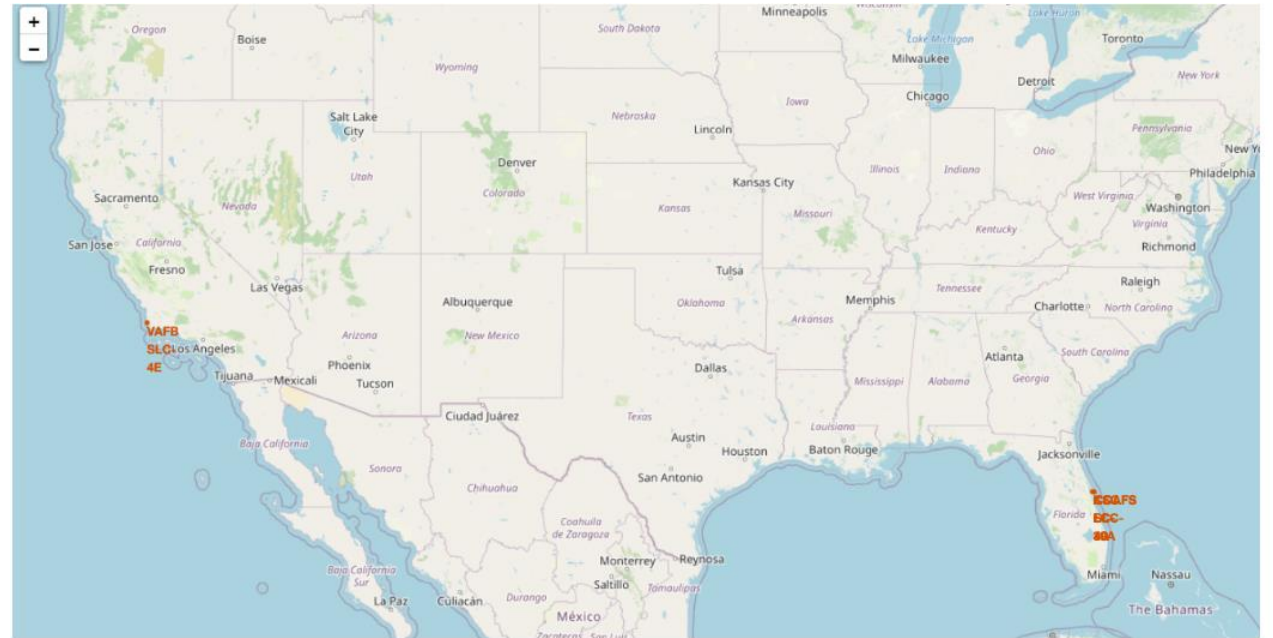 +
−
Oregon
Boise
South Dakota
Minneapolis
Lake Huron
Toronto
Wyoming
Lake Michigan
Milwaukee
Detroit
New York
Chicago
Salt Lake
City
Nebraska
Iowa
Lincoln
Pennsylvania
Denver
Utah
Ohio
Philadelphia
Sacramento
Nevada
Colorado
Kansas City
Illinois
Indiana
West Virginia
Washington
Kansas
Missouri
Virginia
San Jose
California
Kentucky
Richmond
Fresno
Las Vegas
Tulsa
Raleigh
Albuquerque
Oklahoma
Memphis
Tennessee
Charlotte
North Carolina
VAFB
SLC-
4E
Los Angeles
Arizona
New Mexico
Arkansas
Atlanta
South Carolina
Phoenix
Tijuana
Mexicali
Tucson
Dallas
Mississippi
Alabama
Georgia
Ciudad Juárez
Texas
Louisiana
Baja California
Austin
Houston
Baton Rouge
Jacksonville
Sonora
San Antonio
Chihuahua
Florida
Coahuila
de Zaragoza
Monterrey
Reynosa
Miami
Nassau
Baja California
Sur
Saltillo
Tamaulipas
La Paz
Culiacán
Durango
México
The Bahamas
Zacatecas
San Luis